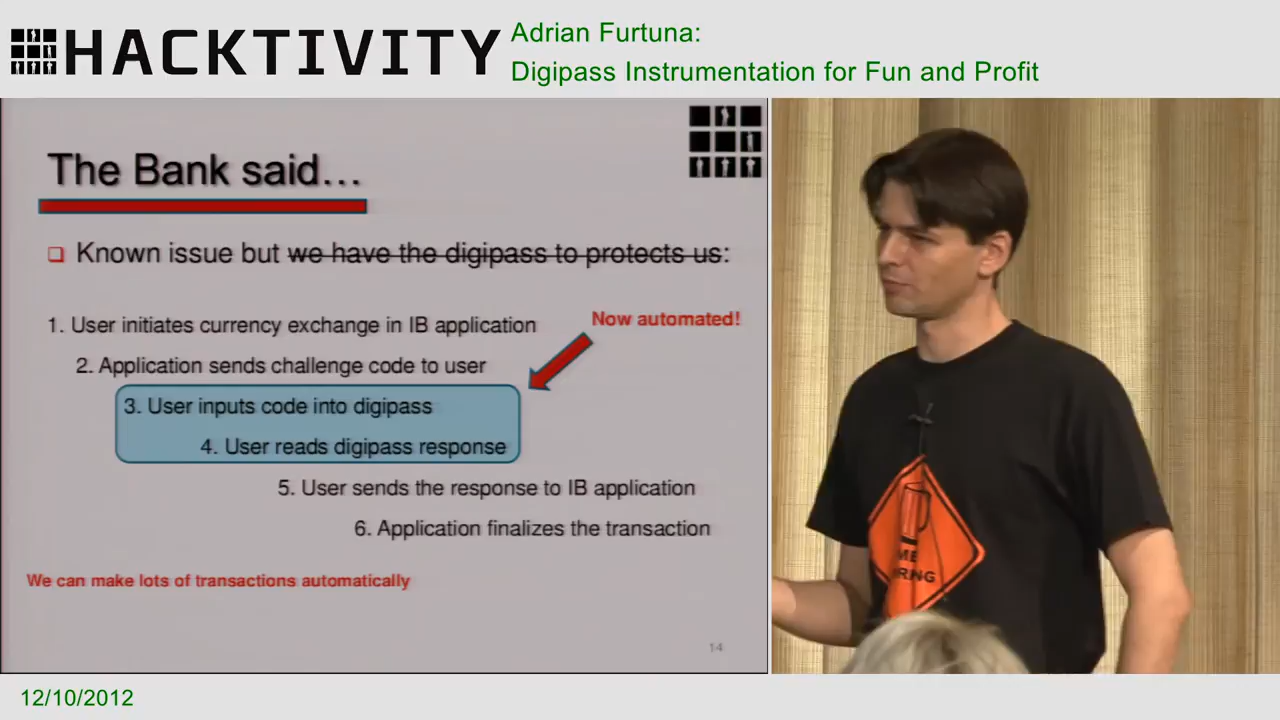 HACKTIVITY
Adrian Furtuna:
Digipass Instrumentation for Fun and Profit
The Bank said…
Known issue but we have the digipass to protects us:
1. User initiates currency exchange in IB application
Now automated!
2. Application sends challenge code to user
3. User inputs code into digipass
4. User reads digipass response
5. User sends the response to IB application
6. Application finalizes the transaction
We can make lots of transactions automatically
14
12/10/2012